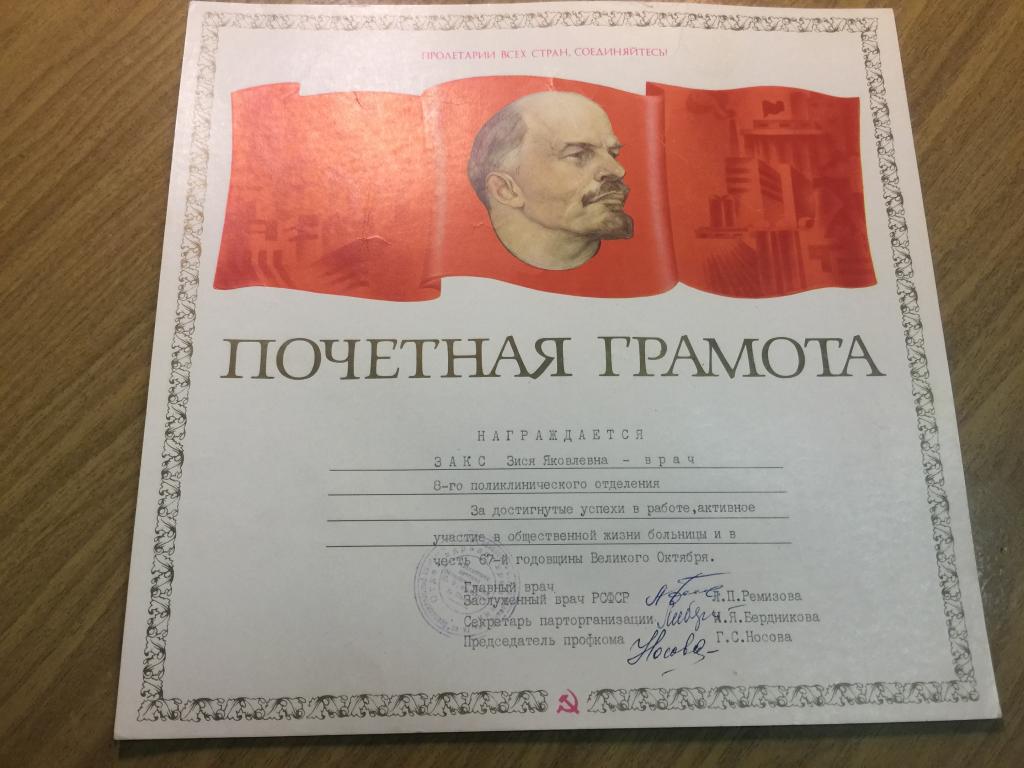 ПРОЛЕТАРИИ ВСЕХ СТРАН, СОЕДИНЯЙТЕСЬ!
ПОЧЕТНАЯ ГРАМОТА
НАГРАЖДАЕТСЯ
ЗАКС Зися Яковлевна - врач
8-го поликлинического отделения
За достигнутые успехи в работе,активное
участие в общественной жизни больницы и в
честь 67-й годовщины Великого Октября.
Главный врач
Заслуженный врач РСФСР Л.П.Ремизова
Секретарь парторганизации Л.Я.Бердникова
Председатель профкома Носова Г.С.Носова